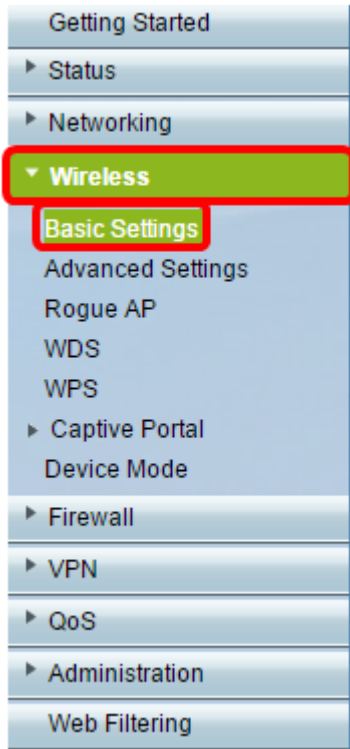 Getting Started
Status
Networking
Wireless
Basic Settings
Advanced Settings
Rogue AP
WDS
WPS
Captive Portal
Device Mode
Firewall
VPN
QoS
Administration
Web Filtering